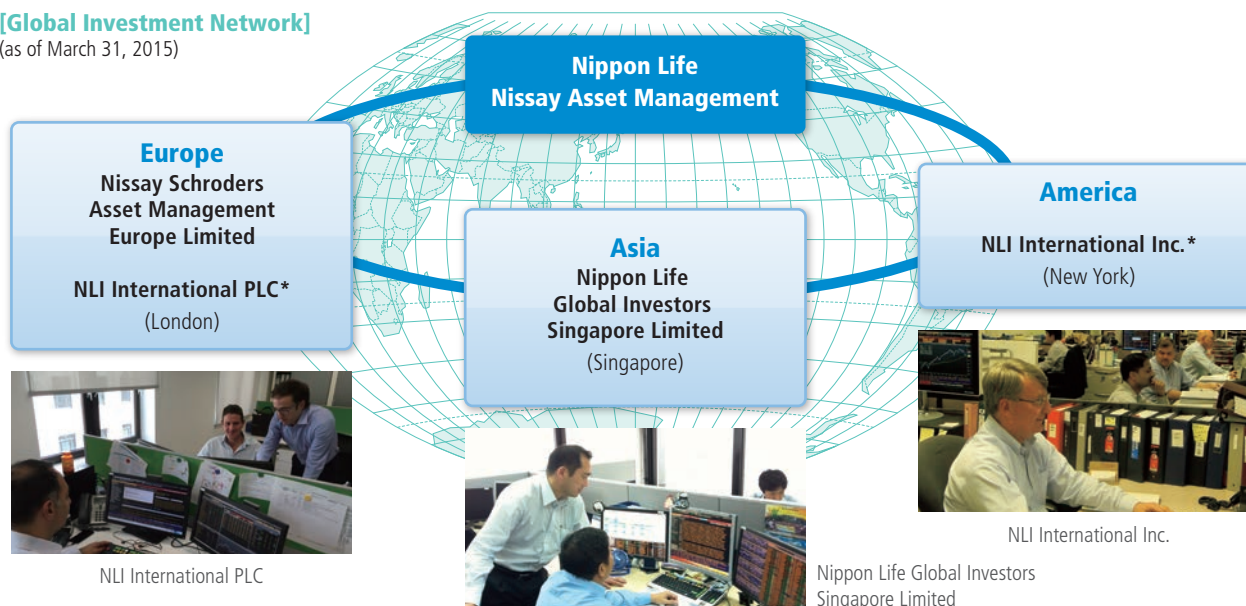 [Global Investment Network]
(as of March 31, 2015)
Nippon Life
Nissay Asset Management
Europe
Nissay Schroders
Asset Management
Europe Limited
NLI International PLC*
(London)
Asia
Nippon Life
Global Investors
Singapore Limited
(Singapore)
America
NLI International Inc.*
(New York)
NLI International PLC
Nippon Life Global Investors
Singapore Limited
NLI International Inc.